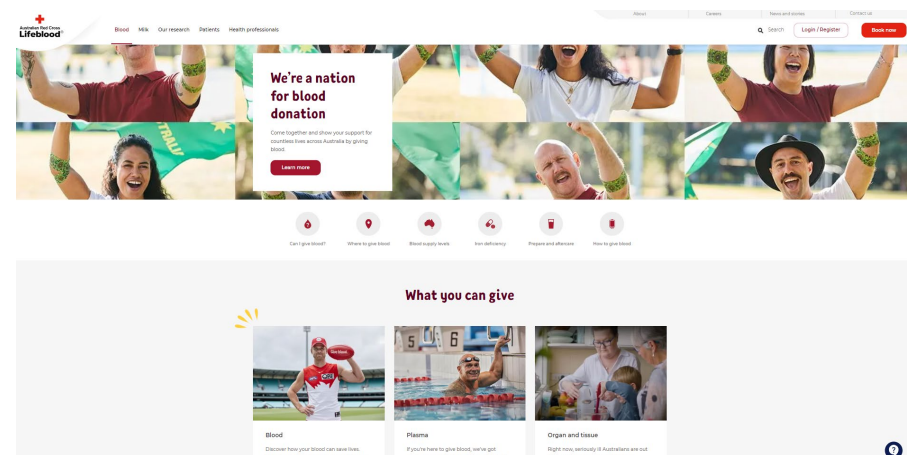 About
Careers
News and stories
Contact us
Australian Red Cross
Lifeblood
Blood
Milk
Our research
Patients
Health professionals
Search
Login / Register
Book now
We're a nation
for blood
donation
Come together and show your support for
countless lives across Australia by giving
blood.
Learn more
Can I give blood?
Where to give blood
Blood supply levels
Iron deficiency
Prepare and aftercare
How to give blood
What you can give
5 6
Blood
Discover how your blood can save lives.
Plasma
If you're here to give blood, we've got
Organ and tissue
Right now, seriously ill Australians are out
?